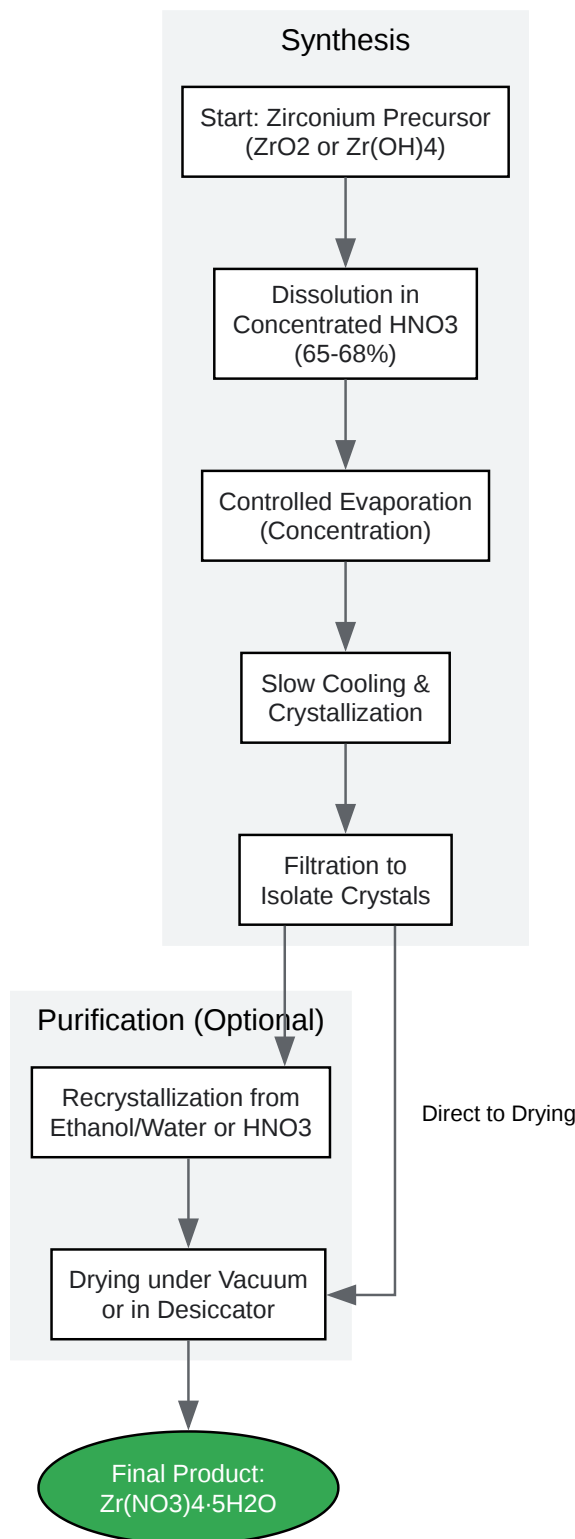 Synthesis
Start: Zirconium Precursor
(ZrO2 or Zr(OH)4)
Dissolution in
Concentrated HNO3
(65-68%)
Controlled Evaporation
(Concentration)
Slow Cooling &
Crystallization
Filtration to
Isolate Crystals
Purification (Optional)
Recrystallization from
Ethanol/Water or HNO3
Direct to Drying
Drying under Vacuum
or in Desiccator
Final Product:
Zr(NO3)4·5H2O